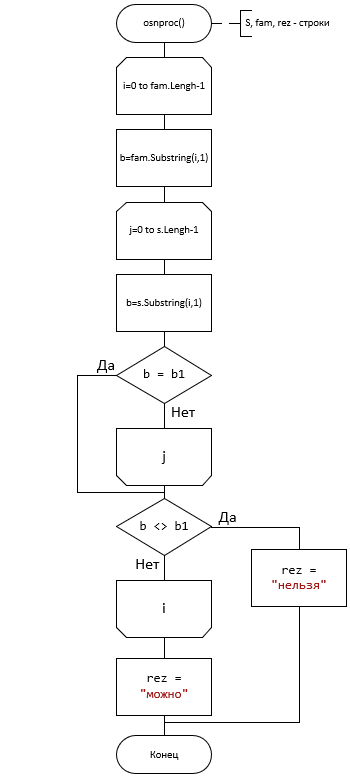 osnproc()
S, fam, rez - строки
i=0 to fam.Lengh-1
b=fam.Substring(i,1)
j=0 to s.Lengh-1
b=s.Substring(i,1)
Да
b = b1
Нет
j
b <> b1
Да
Нет
rez =
"нельзя"
i
rez =
"можно"
Конец